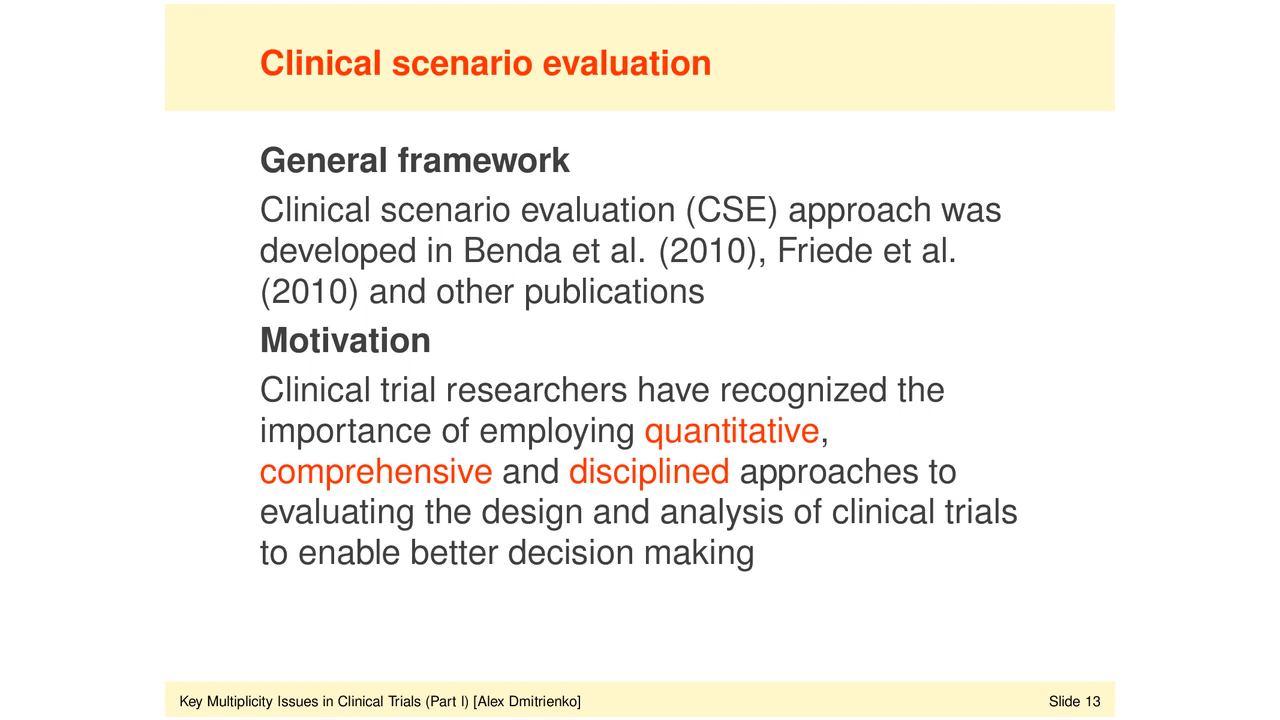 Clinical scenario evaluation
General framework
Clinical scenario evaluation (CSE) approach was
developed in Benda et al. (2010), Friede et al.
(2010) and other publications
Motivation
Clinical trial researchers have recognized the
importance of employing quantitative,
comprehensive and disciplined approaches to
evaluating the design and analysis of clinical trials
to enable better decision making
Key Multiplicity Issues in Clinical Trials (Part I) [Alex Dmitrienko]
Slide 13